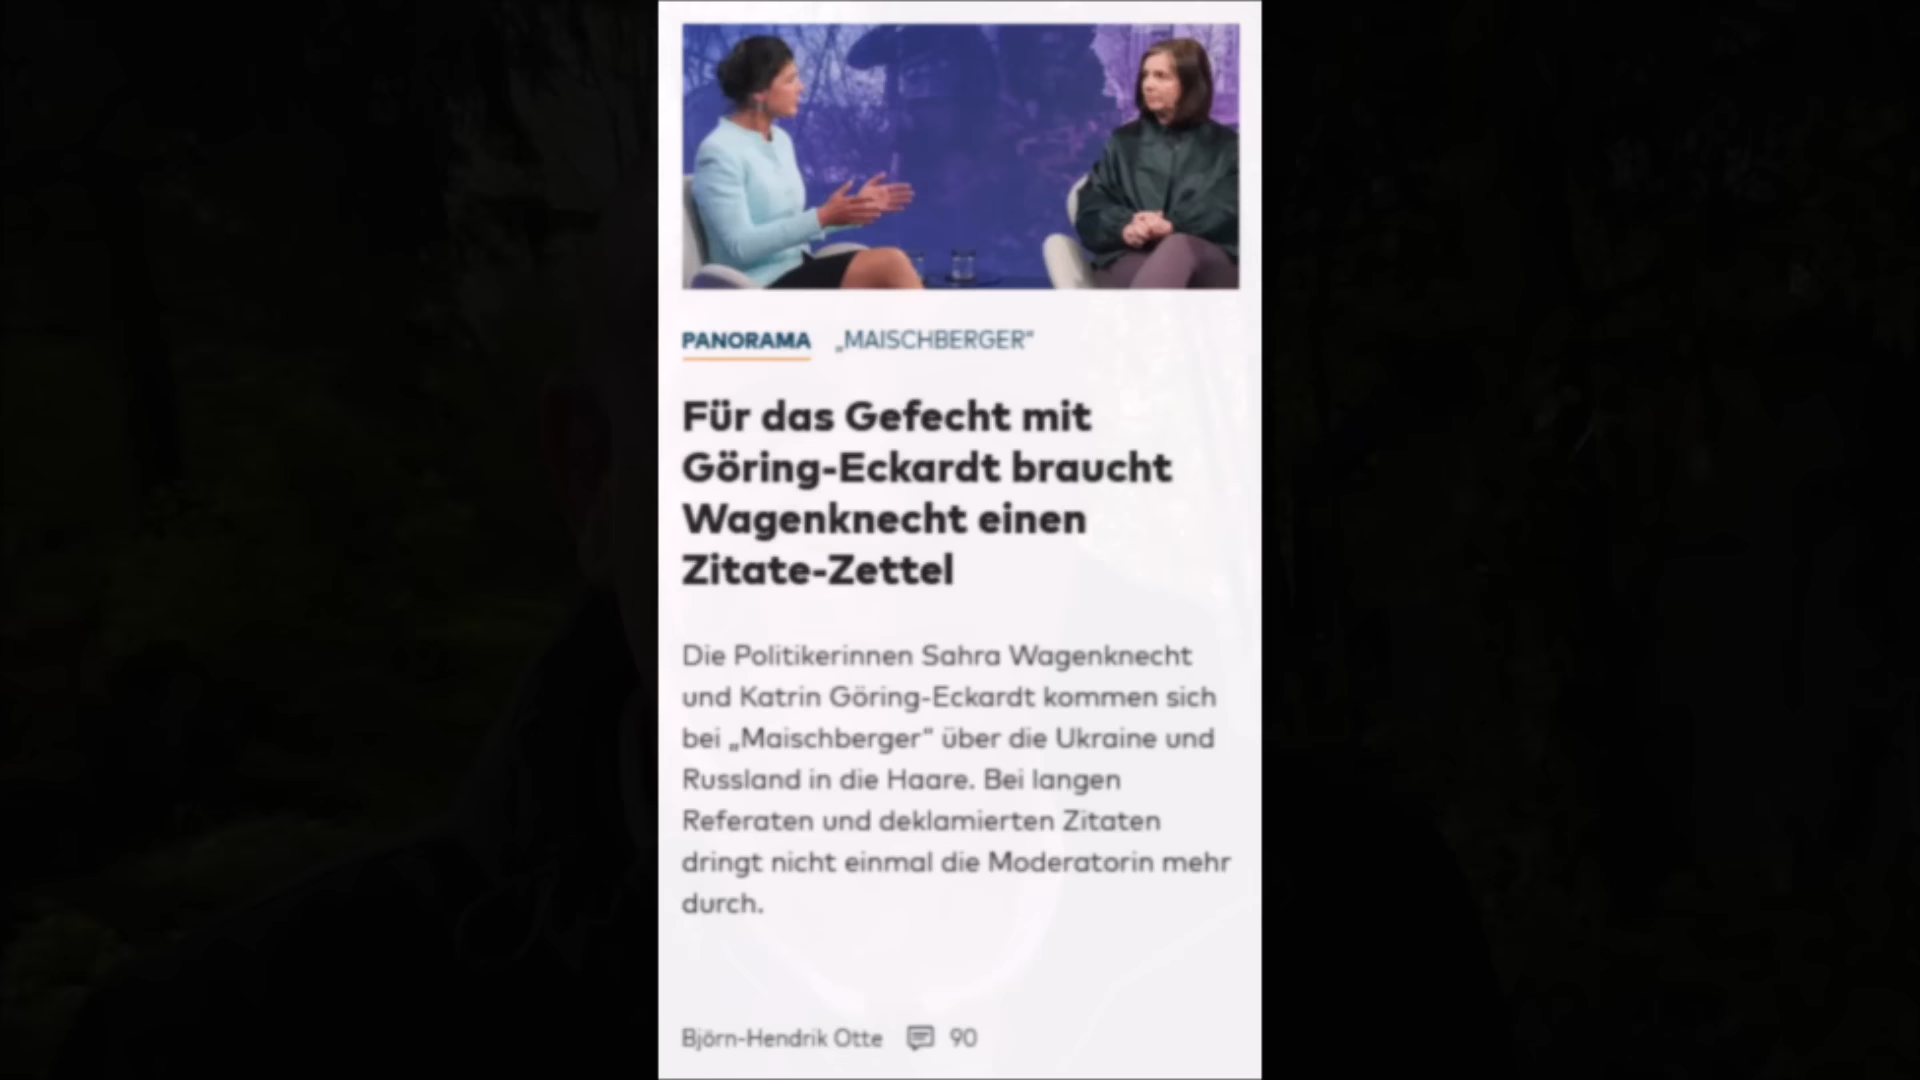 PANORAMA „MAISCHBERGER“
Für das Gefecht mit
Göring-Eckardt braucht
Wagenknecht einen
Zitate-Zettel
Die Politikerinnen Sahra Wagenknecht
und Katrin Göring-Eckardt kommen sich
bei „Maischberger“ über die Ukraine und
Russland in die Haare. Bei langen
Referaten und deklamierten Zitaten
dringt nicht einmal die Moderatorin mehr
durch.
Björn-Hendrik Otte 90